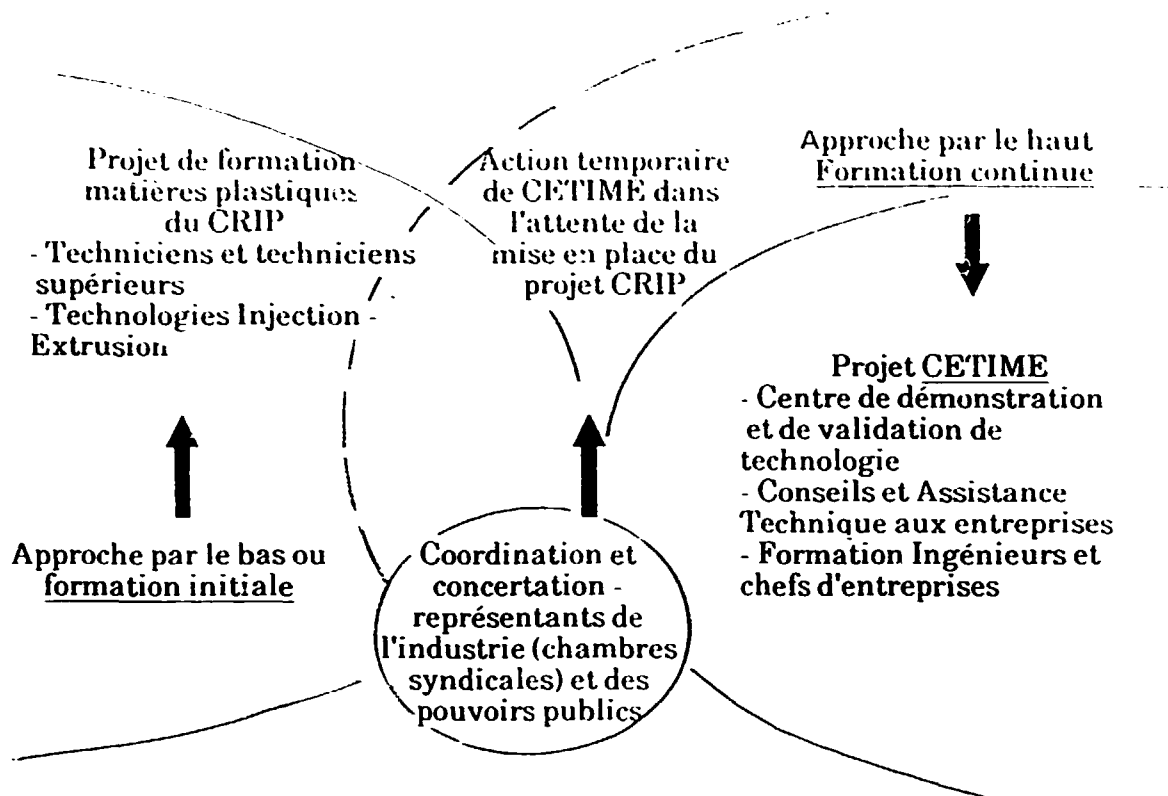 Projet de formation
matières plastiques
du CRIP
- Techniciens et techniciens
supérieurs
- Technologies Injection -
Extrusion
Approche par le bas ou
formation initiale
Action temporaire
de CETIME dans
l'attente de la
mise en place du
projet CRIP
Coordination et
concertation -
représentants de
l'industrie (chambres
syndicales) et des
pouvoirs publics
Approche par le haut
Formation continue
Projet CETIME
- Centre de démonstration
et de validation de
technologie
- Conseils et Assistance
Technique aux entreprises
- Formation Ingénieurs et
chefs d'entreprises